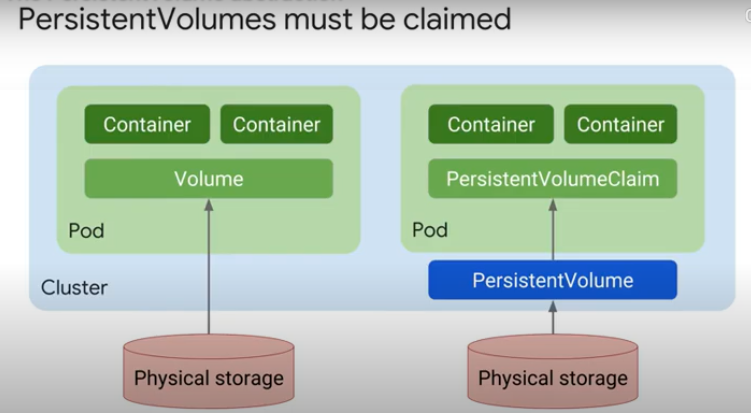 PersistentVolumes must be claimed
Container Container
Volume
Pod
Container Container
PersistentVolumeClaim
Pod
Cluster
PersistentVolume
Physical storage
Physical storage